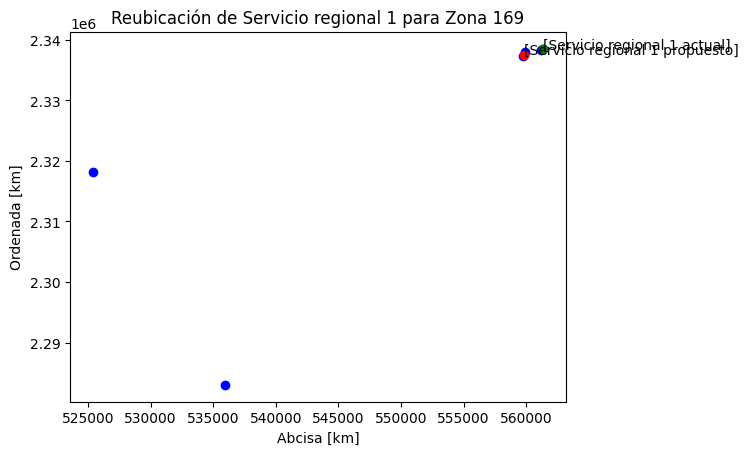 Reubicación de Servicio regional 1 para Zona 169
1e6
2.34
2.33
2.32
2.31
2.30
2.29
Ordenada [km]
[Servicio regional 1 actual]
[Servicio regional 1 propuesto]
525000 530000 535000 540000 545000 550000 555000 560000
Abcisa [km]